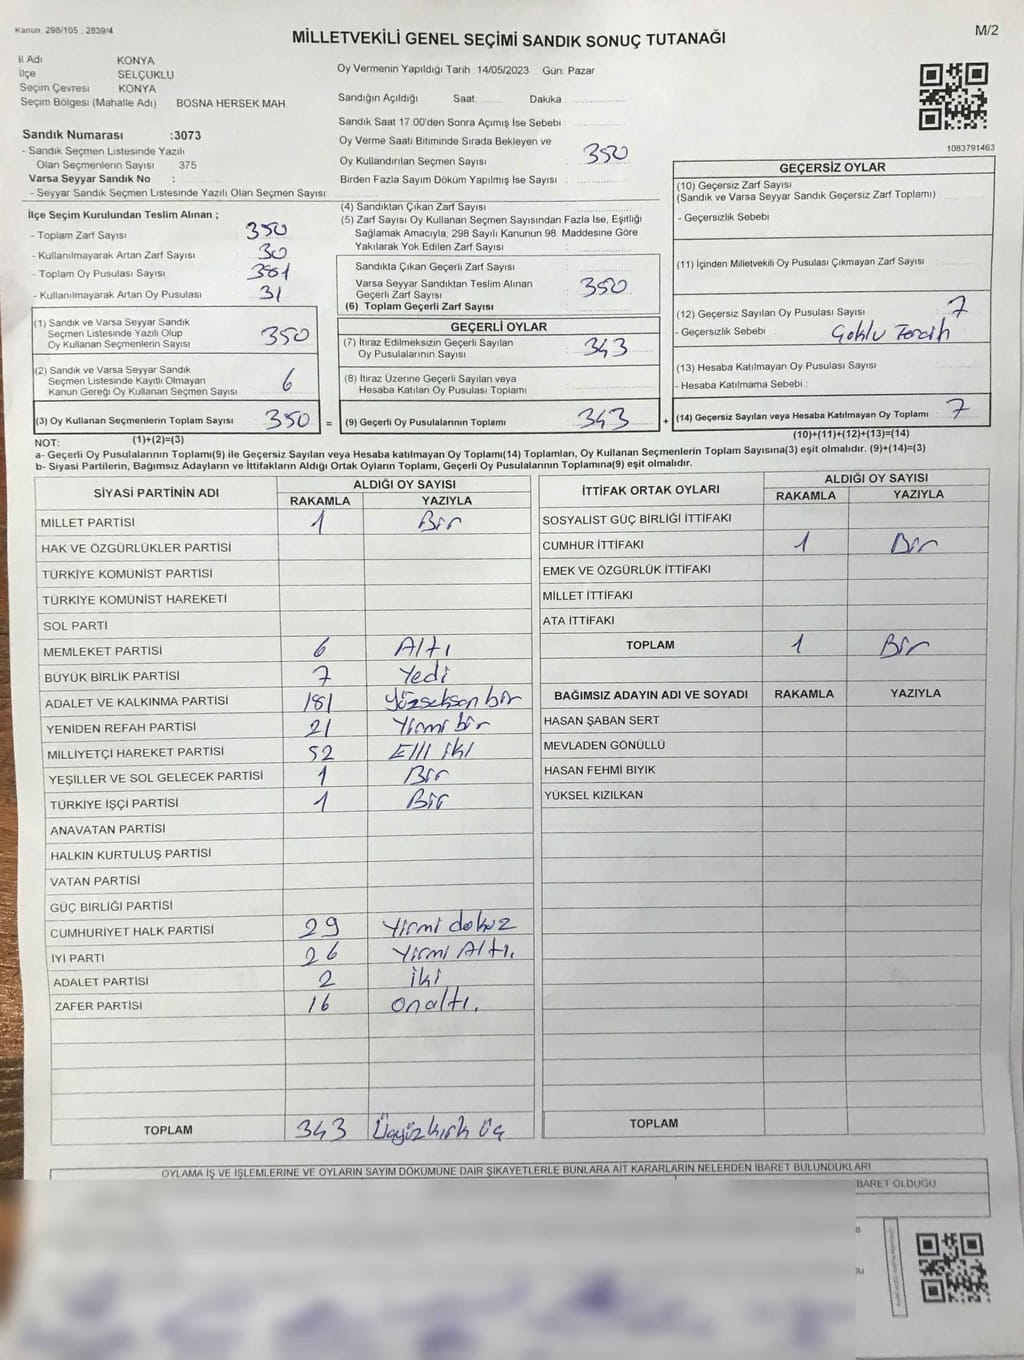 Kanun, 298/105 , 2839/4
MİLLETVEKİLİ GENEL SEÇİMİ SANDIK SONUÇ TUTANAĞI
M/2
İl Adı KONYA
İlçe SELÇUKLU
Seçim Çevresi KONYA
Seçim Bölgesi (Mahalle Adı) BOSNA HERSEK MAH.
Sandık Numarası :3073
- Sandık Seçmen Listesinde Yazılı
Olan Seçmenlerin Sayısı 375
Varsa Seyyar Sandık No :
- Seyyar Sandık Seçmen Listesinde Yazılı Olan Seçmen Sayısı:
Oy Vermenin Yapıldığı Tarih :14/05/2023 Gün: Pazar
Sandığın Açıldığı Saat: Dakika :
Sandık Saat 17:00'den Sonra Açımış İse Sebebi :
Oy Verme Saati Bitiminde Sırada Bekleyen ve
Oy Kullandırılan Seçmen Sayısı : 350
Birden Fazla Sayım Döküm Yapılmış İse Sayısı :
1083791463
İlçe Seçim Kurulundan Teslim Alınan ;
- Toplam Zarf Sayısı 350
- Kullanılmayarak Artan Zarf Sayısı 30
- Toplam Oy Pusulası Sayısı 381
- Kullanılmayarak Artan Oy Pusulası 31
(1) Sandık ve Varsa Seyyar Sandık
Seçmen Listesinde Yazılı Olup
Oy Kullanan Seçmenlerin Sayısı 350
(2) Sandık ve Varsa Seyyar Sandık
Seçmen Listesinde Kayıtlı Olmayan
Kanun Gereği Oy Kullanan Seçmen Sayısı 6
(3) Oy Kullanan Seçmenlerin Toplam Sayısı 350 =
(4) Sandıktan Çıkan Zarf Sayısı
(5) Zarf Sayısı Oy Kullanan Seçmen Sayısından Fazla İse, Eşitliği
Sağlamak Amacıyla, 298 Sayılı Kanunun 98. Maddesine Göre
Yakılarak Yok Edilen Zarf Sayısı
Sandıkta Çıkan Geçerli Zarf Sayısı
Varsa Seyyar Sandıktan Teslim Alınan
Geçerli Zarf Sayısı 350
(6) Toplam Geçerli Zarf Sayısı
GEÇERLİ OYLAR
(7) İtiraz Edilmeksizin Geçerli Sayılan
Oy Pusulalarının Sayısı 343
(8) İtiraz Üzerine Geçerli Sayılan veya
Hesaba Katılan Oy Pusulası Toplamı
(9) Geçerli Oy Pusulalarının Toplamı 343 +
GEÇERSİZ OYLAR
(10) Geçersiz Zarf Sayısı
(Sandık ve Varsa Seyyar Sandık Geçersiz Zarf Toplamı)
- Geçersizlik Sebebi
(11) İçinden Milletvekili Oy Pusulası Çıkmayan Zarf Sayısı
(12) Geçersiz Sayılan Oy Pusulası Sayısı 7
- Geçersizlik Sebebi
(13) Hesaba Katılmayan Oy Pusulası Sayısı
- Hesaba Katılmama Sebebi :
(14) Geçersiz Sayılan veya Hesaba Katılmayan Oy Toplamı 7
NOT: (1)+(2)=(3) (10)+(11)+(12)+(13)=(14)
a- Geçerli Oy Pusulalarının Toplamı(9) ile Geçersiz Sayılan veya Hesaba katılmayan Oy Toplamı(14) Toplamları, Oy Kullanan Seçmenlerin Toplam Sayısına(3) eşit olmalıdır. (9)+(14)=(3)
b- Siyasi Partilerin, Bağımsız Adayların ve İttifakların Aldığı Ortak Oyların Toplamı, Geçerli Oy Pusulalarının Toplamına(9) eşit olmalıdır.
SİYASİ PARTİNİN ADI ALDIĞI OY SAYISI
RAKAMLA YAZIYLA
MİLLET PARTİSİ 1 Bir
HAK VE ÖZGÜRLÜKLER PARTİSİ
TÜRKİYE KOMÜNİST PARTİSİ
TÜRKİYE KOMÜNİST HAREKETİ
SOL PARTİ
MEMLEKET PARTİSİ 6 Altı
BÜYÜK BİRLİK PARTİSİ 7 Yedi
ADALET VE KALKINMA PARTİSİ 181 Yüzseksen bir
YENİDEN REFAH PARTİSİ 21 Yirmi bir
MİLLİYETÇİ HAREKET PARTİSİ 52 Elli iki
YEŞİLLER VE SOL GELECEK PARTİSİ 1 Bir
TÜRKİYE İŞÇİ PARTİSİ 1 Bir
ANAVATAN PARTİSİ
HALKIN KURTULUŞ PARTİSİ
VATAN PARTİSİ
GÜÇ BİRLİĞİ PARTİSİ
CUMHURİYET HALK PARTİSİ 29 Yirmi dokuz
İYİ PARTİ 26 Yirmi Altı.
ADALET PARTİSİ 2 İki
ZAFER PARTİSİ 16 onaltı.
TOPLAM 343 Üçyüzkırk üç
İTTİFAK ORTAK OYLARI ALDIĞI OY SAYISI
RAKAMLA YAZIYLA
SOSYALİST GÜÇ BİRLİĞİ İTTİFAKI
CUMHUR İTTİFAKI 1 Bir
EMEK VE ÖZGÜRLÜK İTTİFAKI
MİLLET İTTİFAKI
ATA İTTİFAKI
TOPLAM 1 Bir
BAĞIMSIZ ADAYIN ADI VE SOYADI RAKAMLA YAZIYLA
HASAN ŞABAN SERT
MEVLADEN GÖNÜLLÜ
HASAN FEHMİ BIYIK
YÜKSEL KIZILKAN
TOPLAM
OYLAMA İŞ VE İŞLEMLERİNE VE OYLARIN SAYIM DÖKÜMÜNE DAİR ŞİKAYETLERLE BUNLARA AİT KARARLARIN NELERDEN İBARET BULUNDUKLARI
BARET OLDUĞU